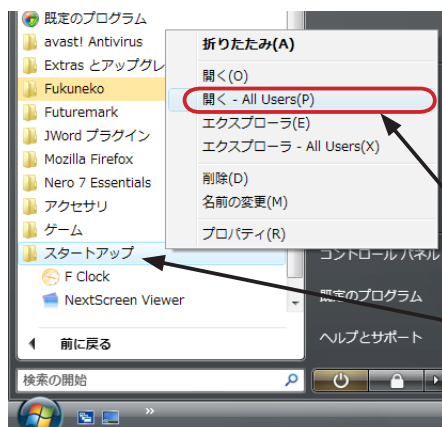 既定のプログラム
avast! Antivirus
Extras とアップグレ
Fukuneko
Futuremark
JWord プラグイン
Mozilla Firefox
Nero 7 Essentials
アクセサリ
ゲーム
スタートアップ
F Clock
NextScreen Viewer
前に戻る
検索の開始
折りたたみ(A)
開く(O)
開く - All Users(P)
エクスプローラ(E)
エクスプローラ - All Users(X)
削除(D)
名前の変更(M)
プロパティ(R)
コントロール パネル
既定のプログラム
ヘルプとサポート
»